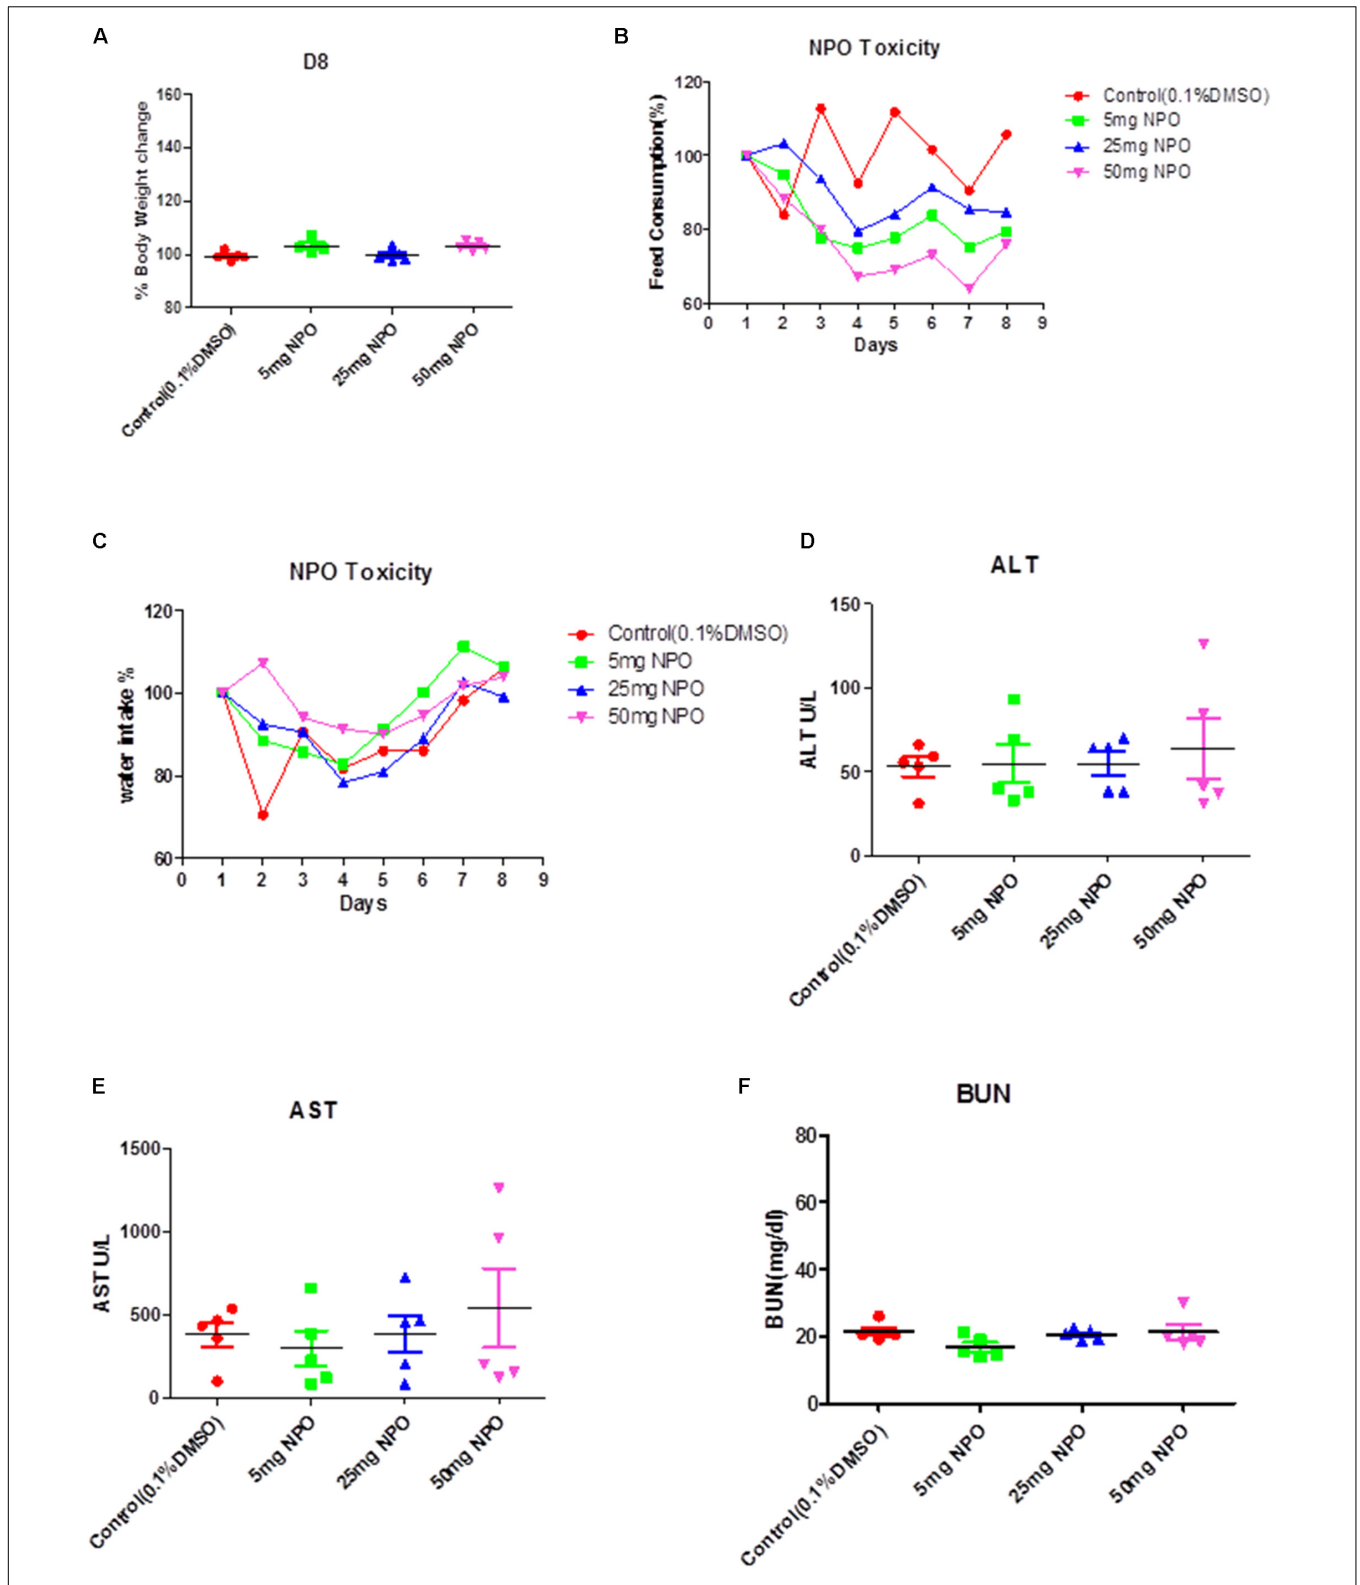 A
D8
% Body Weight change
160
140
120
100
80
Control(0.1%DMSO)
5mg NPO
25mg NPO
50mg NPO
B
NPO Toxicity
Feed Consumption(%)
120
100
80
60
0 1 2 3 4 5 6 7 8 9
Days
Control(0.1%DMSO)
5mg NPO
25mg NPO
50mg NPO
C
NPO Toxicity
water intake %
120
100
80
60
0 1 2 3 4 5 6 7 8 9
Days
Control(0.1%DMSO)
5mg NPO
25mg NPO
50mg NPO
D
ALT
ALT U/L
150
100
50
0
Control(0.1%DMSO)
5mg NPO
25mg NPO
50mg NPO
E
AST
AST U/L
1500
1000
500
0
Control(0.1%DMSO)
5mg NPO
25mg NPO
50mg NPO
F
BUN
BUN(mg/dl)
80
60
40
20
0
Control(0.1%DMSO)
5mg NPO
25mg NPO
50mg NPO